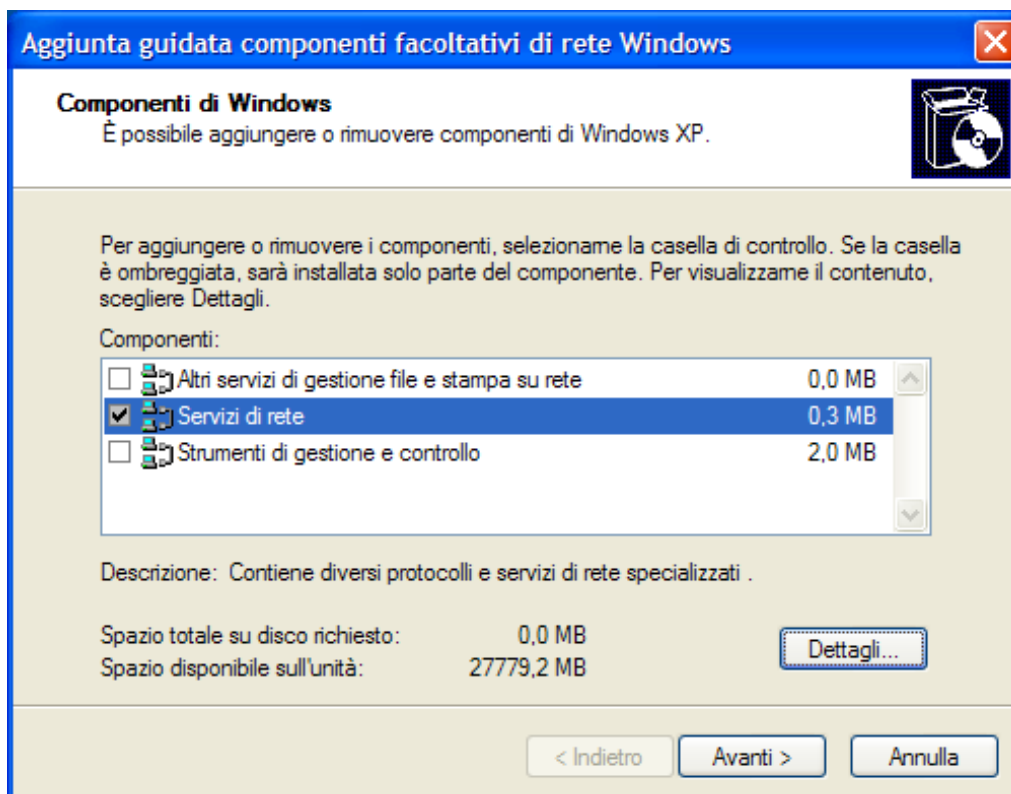 Aggiunta guidata componenti facoltativi di rete Windows
Componenti di Windows
È possibile aggiungere o rimuovere componenti di Windows XP.
Per aggiungere o rimuovere i componenti, selezionarne la casella di controllo. Se la casella
è ombreggiata, sarà installata solo parte del componente. Per visualizzarne il contenuto,
scegliere Dettagli.
Componenti:
Altri servizi di gestione file e stampa su rete 0,0 MB
Servizi di rete 0,3 MB
Strumenti di gestione e controllo 2,0 MB
Descrizione: Contiene diversi protocolli e servizi di rete specializzati .
Spazio totale su disco richiesto: 0,0 MB
Spazio disponibile sull'unità: 27779,2 MB
Dettagli...
< Indietro Avanti > Annulla